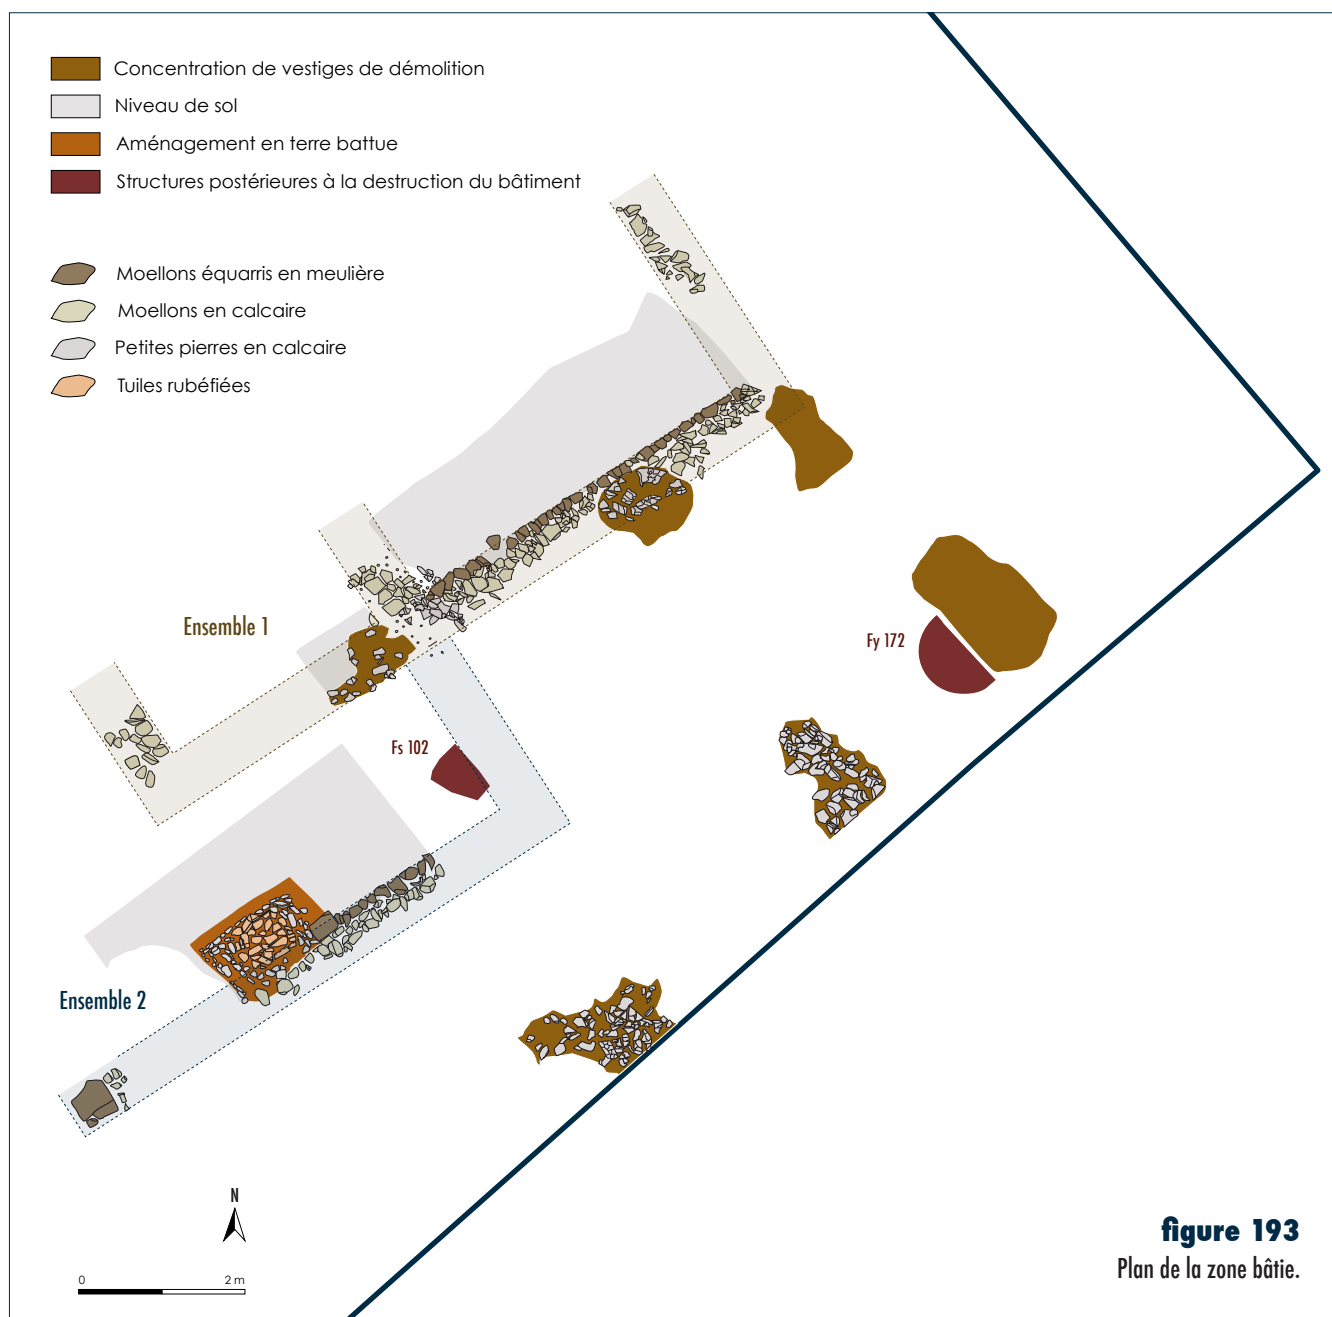 Concentration de vestiges de démolition
Niveau de sol
Aménagement en terre battue
Structures postérieures à la destruction du bâtiment
Moellons équarris en meulière
Moellons en calcaire
Petites pierres en calcaire
Tuiles rubéfiées
Ensemble 1
Fy 172
Fs 102
Ensemble 2
N
0 2 m
figure 193
Plan de la zone bâtie.